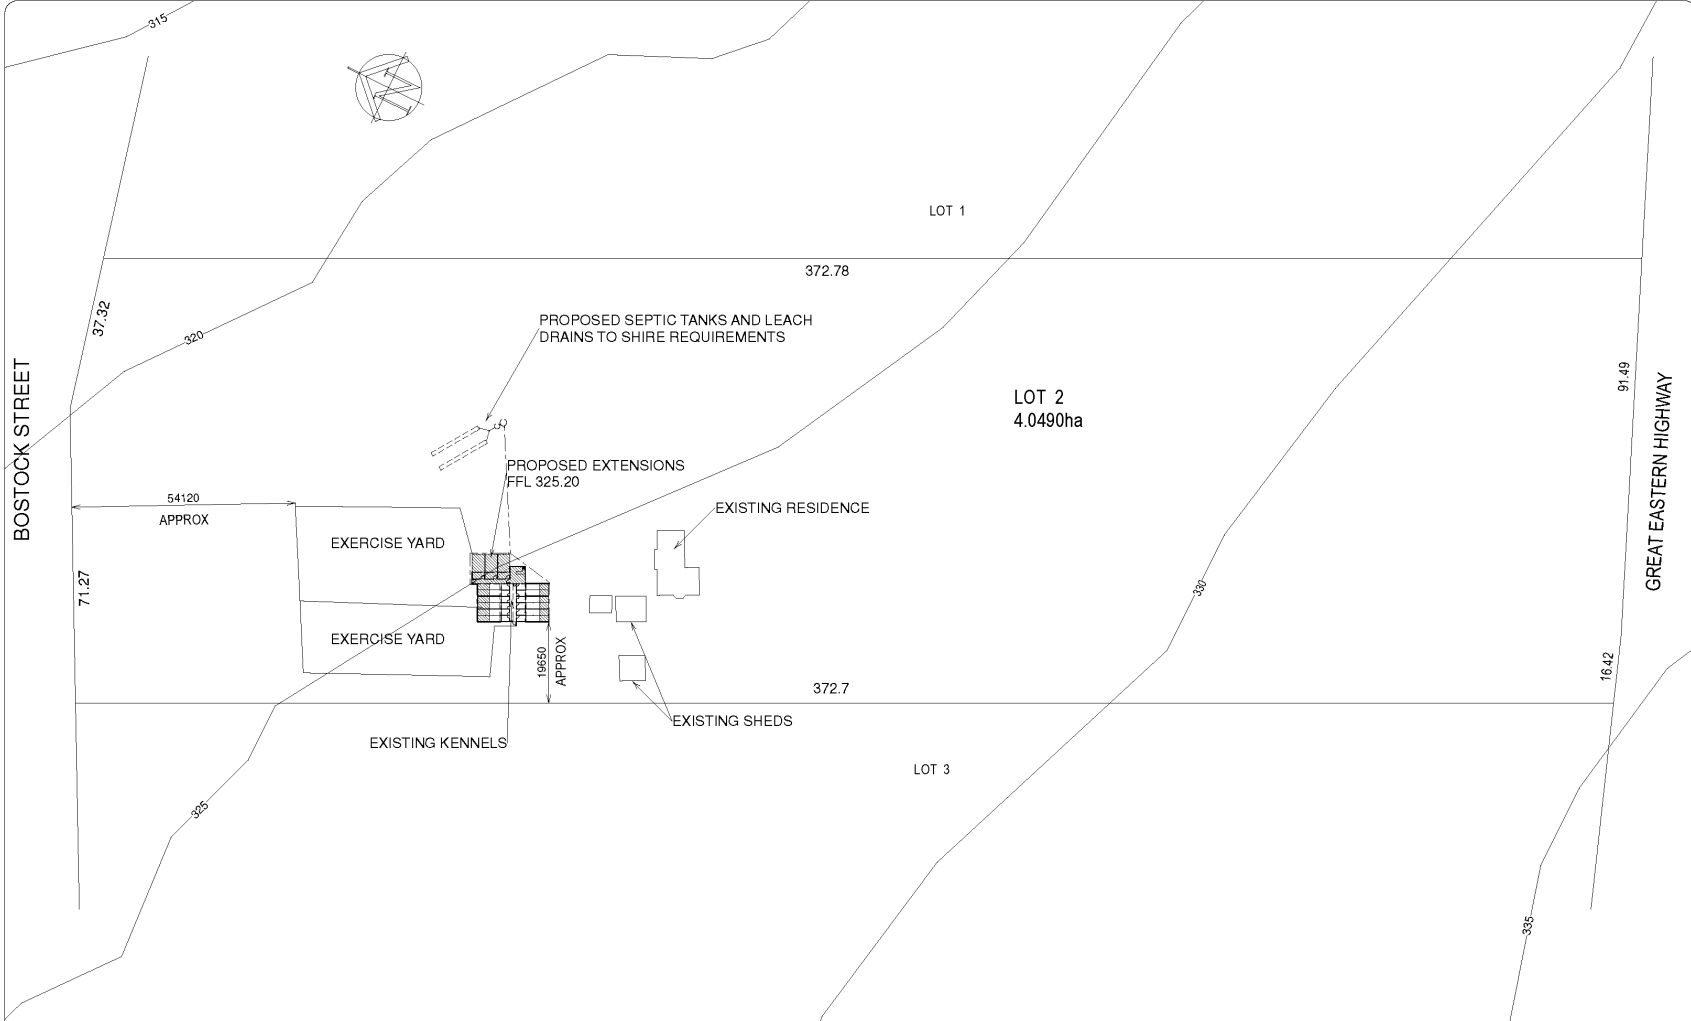 315
N
LOT 1
372.78
37.32
PROPOSED SEPTIC TANKS AND LEACH
DRAINS TO SHIRE REQUIREMENTS
320
BOSTOCK STREET
LOT 2
4.0490ha
91.49
GREAT EASTERN HIGHWAY
PROPOSED EXTENSIONS
FFL 325.20
54120
APPROX
EXISTING RESIDENCE
EXERCISE YARD
71.27
330
EXERCISE YARD
19650
APPROX
16.42
372.7
EXISTING SHEDS
EXISTING KENNELS
LOT 3
325
335